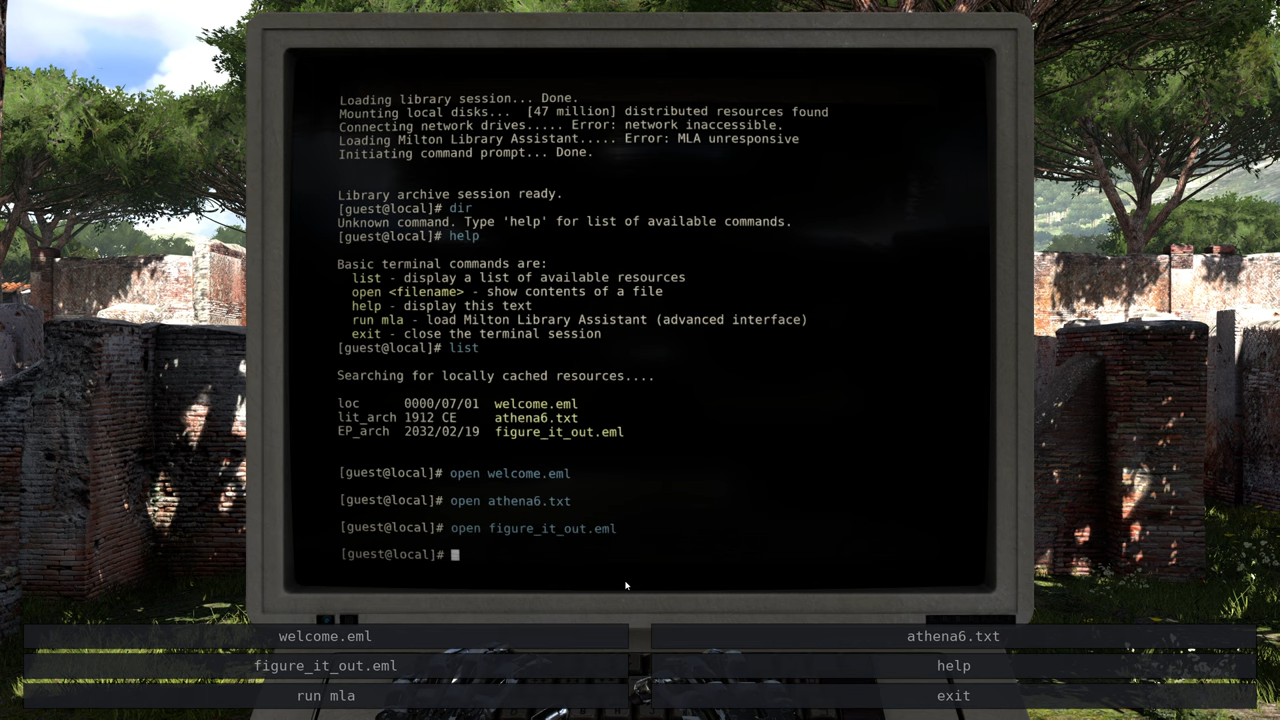 Loading library session... Done.
Mounting local disks...  [47 million] distributed resources found
Connecting network drives..... Error: network inaccessible.
Loading Milton Library Assistant..... Error: MLA unresponsive
Initiating command prompt... Done.
Library archive session ready.
[guest@local]# dir
Unknown command. Type 'help' for list of available commands.
[guest@local]# help
Basic terminal commands are:
list - display a list of available resources
open <filename> - show contents of a file
help - display this text
run mla - load Milton Library Assistant (advanced interface)
exit - close the terminal session
[guest@local]# list
Searching for locally cached resources....
loc      0000/07/01  welcome.eml
lit_arch 1912 CE     athena6.txt
EP_arch  2032/02/19  figure_it_out.eml
[guest@local]# open welcome.eml
[guest@local]# open athena6.txt
[guest@local]# open figure_it_out.eml
[guest@local]#
welcome.eml
athena6.txt
figure_it_out.eml
help
run mla
exit